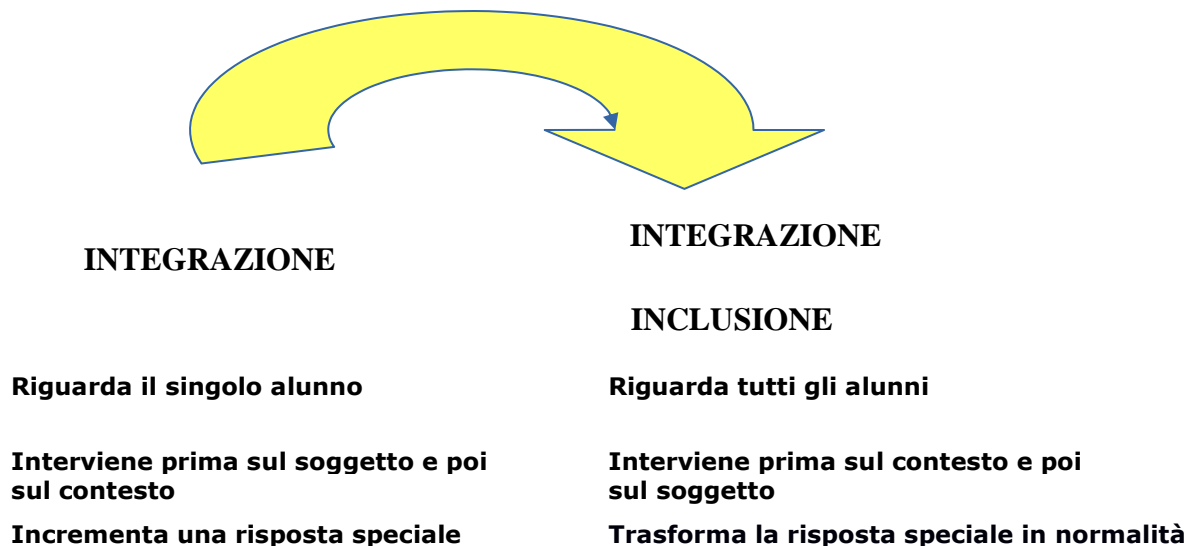 INTEGRAZIONE
INTEGRAZIONE
INCLUSIONE
Riguarda il singolo alunno
Riguarda tutti gli alunni
Interviene prima sul soggetto e poi
sul contesto
Interviene prima sul contesto e poi
sul soggetto
Incrementa una risposta speciale
Trasforma la risposta speciale in normalità